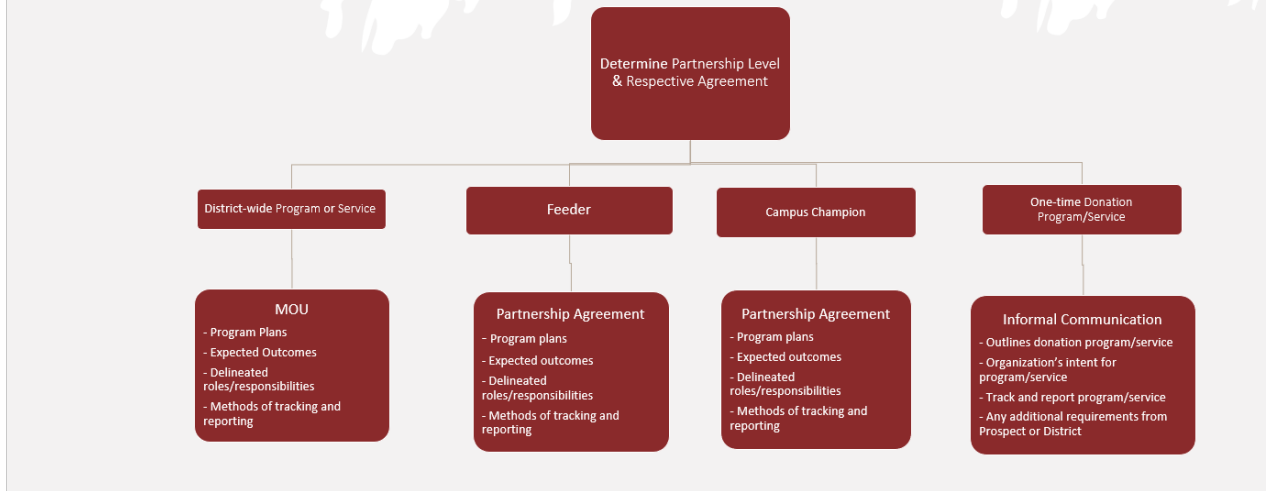 Determine Partnership Level
& Respective Agreement
District-wide Program or Service
Feeder
Campus Champion
One-time Donation
Program/Service
MOU
- Program Plans
- Expected Outcomes
- Delineated
roles/responsibilities
- Methods of tracking and
reporting
Partnership Agreement
- Program plans
- Expected outcomes
- Delineated
roles/responsibilities
- Methods of tracking and
reporting
Partnership Agreement
- Program plans
- Expected outcomes
- Delineated
roles/responsibilities
- Methods of tracking and
reporting
Informal Communication
- Outlines donation program/service
- Organization’s intent for
program/service
- Track and report program/service
- Any additional requirements from
Prospect or District